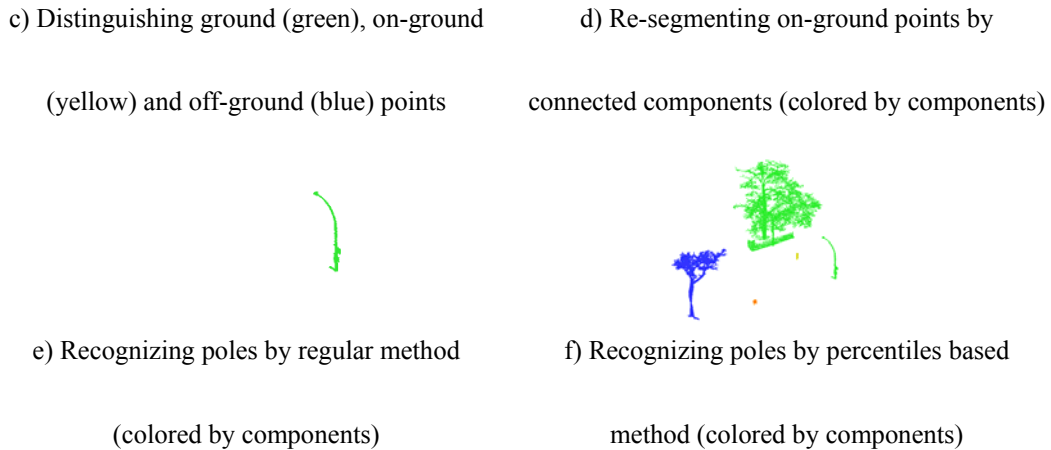 c) Distinguishing ground (green), on-ground
(yellow) and off-ground (blue) points
d) Re-segmenting on-ground points by
connected components (colored by components)
e) Recognizing poles by regular method
(colored by components)
f) Recognizing poles by percentiles based
method (colored by components)